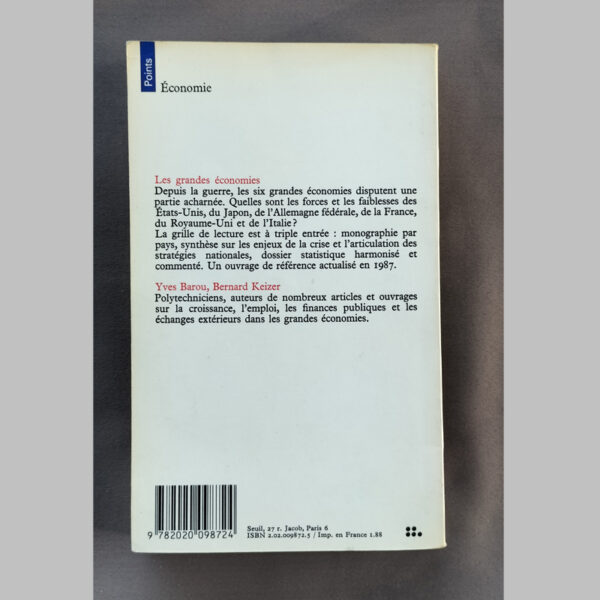 Points
Économie
Les grandes économies
Depuis la guerre, les six grandes économies disputent une
partie acharnée. Quelles sont les forces et les faiblesses des
États-Unis, du Japon, de l'Allemagne fédérale, de la France,
du Royaume-Uni et de l'Italie?
La grille de lecture est à triple entrée : monographie par
pays, synthèse sur les enjeux de la crise et l'articulation des
stratégies nationales, dossier statistique harmonisé et
commenté. Un ouvrage de référence actualisé en 1987.
Yves Barou, Bernard Keizer
Polytechniciens, auteurs de nombreux articles et ouvrages
sur la croissance, l'emploi, les finances publiques et les
échanges extérieurs dans les grandes économies.
9 782020 098724
Seuil, 27 r. Jacob, Paris 6
ISBN 2.02.009872.5 / Imp. en France 1.88